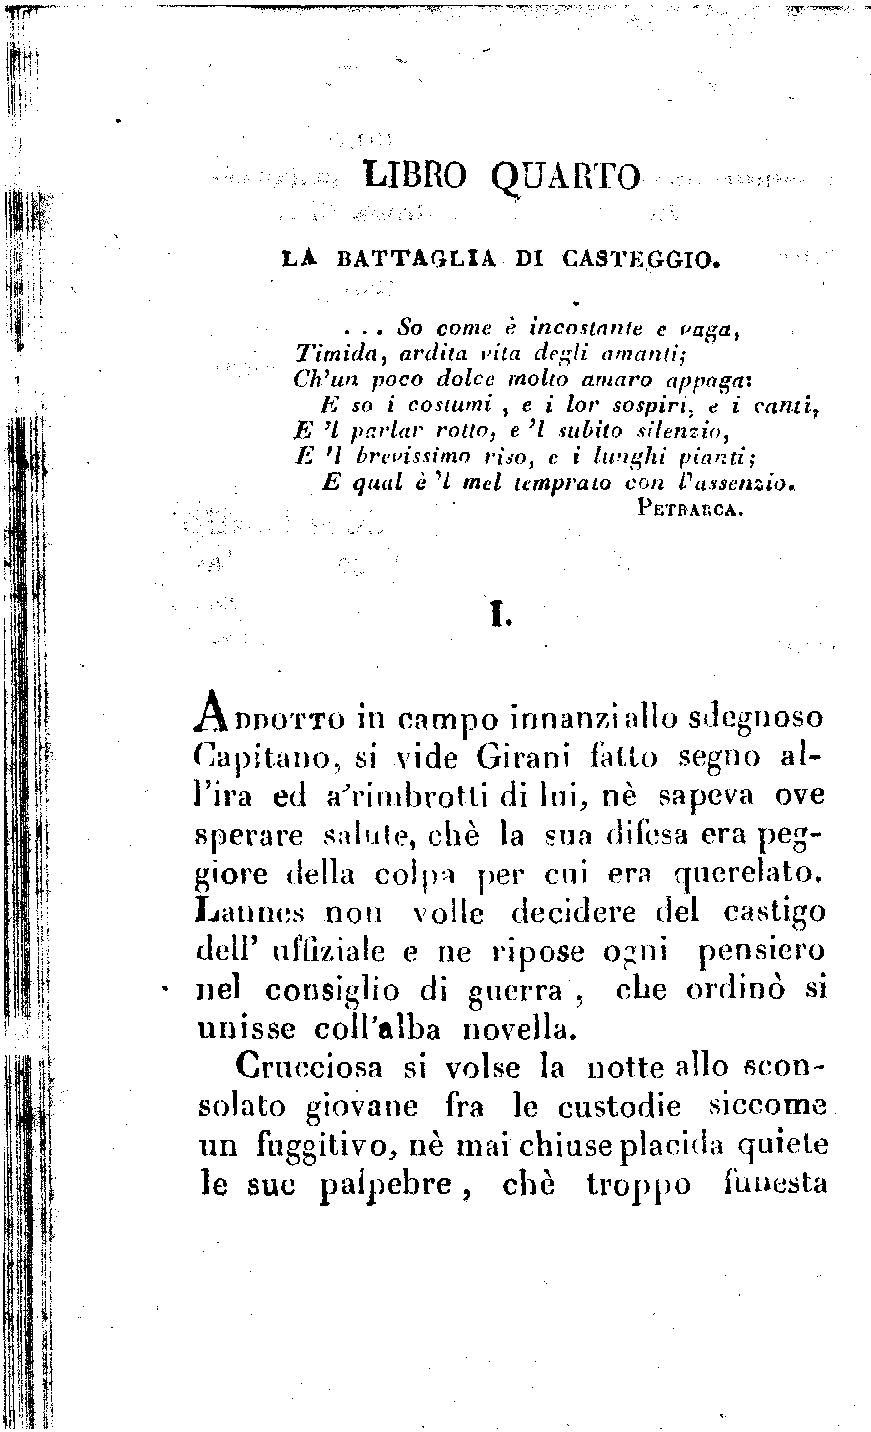 LIBRO QUARTO
LA BATTAGLIA DI CASTEGGIO.
. . . So come è incostante e vaga,
Timida, ardita vita degli amanti;
Ch'un poco dolce molto amaro appaga:
E so i costumi , e i lor sospiri, e i canti,
E 'l parlar rotto, e 'l subito silenzio,
E 'l brevissimo riso, e i lunghi pianti;
E qual è 'l mel temprato con l'assenzio.
PETRARCA.
I.
ADDOTTO in campo innanzi allo sdegnoso
Capitano, si vide Girani fatto segno al-
l'ira ed a'rimbrotti di lui, nè sapeva ove
sperare salute, chè la sua difesa era peg-
giore della colpa per cui era querelato.
Lannes non volle decidere del castigo
dell' uffiziale e ne ripose ogni pensiero
nel consiglio di guerra , che ordinò si
unisse coll'alba novella.
Crucciosa si volse la notte allo scon-
solato giovane fra le custodie siccome
un fuggitivo, nè mai chiuse placida quiete
le sue palpebre , chè troppo funesta